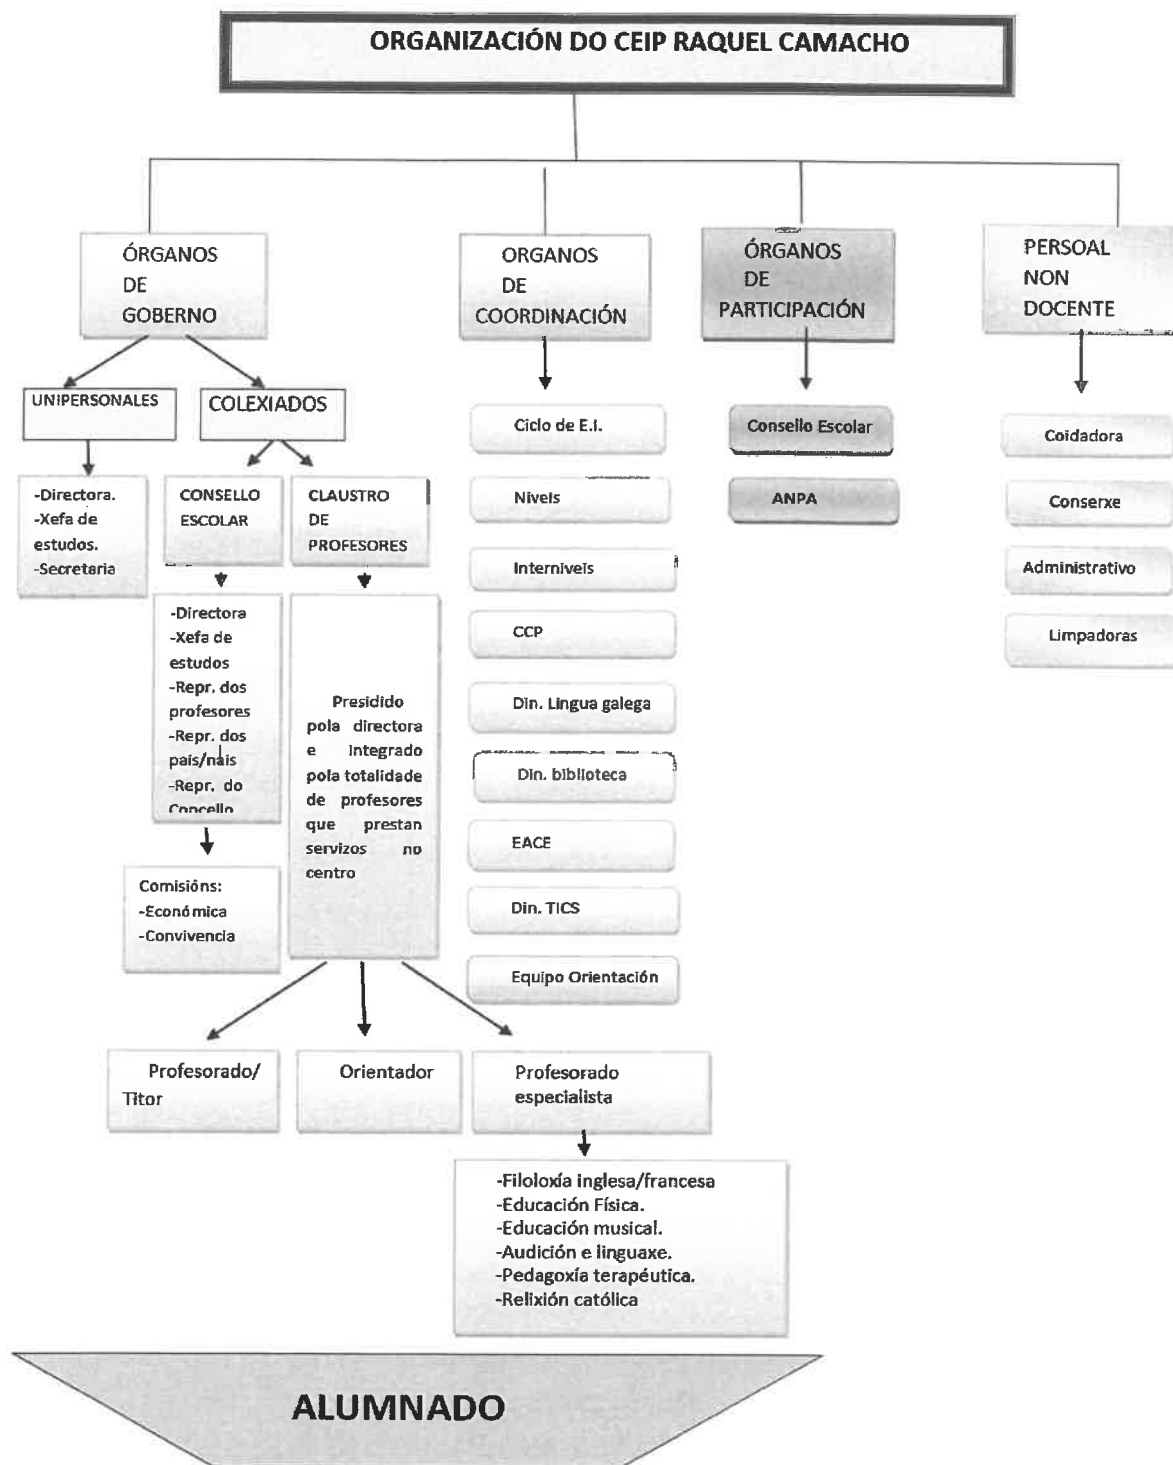 ORGANIZACIÓN DO CEIP RAQUEL CAMACHO
ÓRGANOS
DE
GOBERNO
ORGANOS
DE
COORDINACIÓN
ÓRGANOS
DE
PARTICIPACIÓN
PERSOAL
NON
DOCENTE
UNIPERSONALES
COLEXIADOS
-Directora.
-Xefa de
estudos.
-Secretaria
CONSELLO
ESCOLAR
CLAUSTRO
DE
PROFESORES
-Directora
-Xefa de
estudos
-Repr. dos
profesores
-Repr. dos
pais/nais
-Repr. do
Concello
Comisións:
-Económica
-Convivencia
Presidido
pola directora
e integrado
pola totalidade
de profesores
que prestan
servizos no
centro
Ciclo de E.I.
Niveis
Interniveis
CCP
Din. Lingua galega
Din. biblioteca
EACE
Din. TICS
Equipo Orientación
Consello Escolar
ANPA
Coidadora
Conserxe
Administrativo
Limpadoras
Profesorado/
Titor
Orientador
Profesorado
especialista
-Filoloxía inglesa/francesa
-Educación Física.
-Educación musical.
-Audición e linguaxe.
-Pedagoxía terapéutica.
-Relixión católica
ALUMNADO